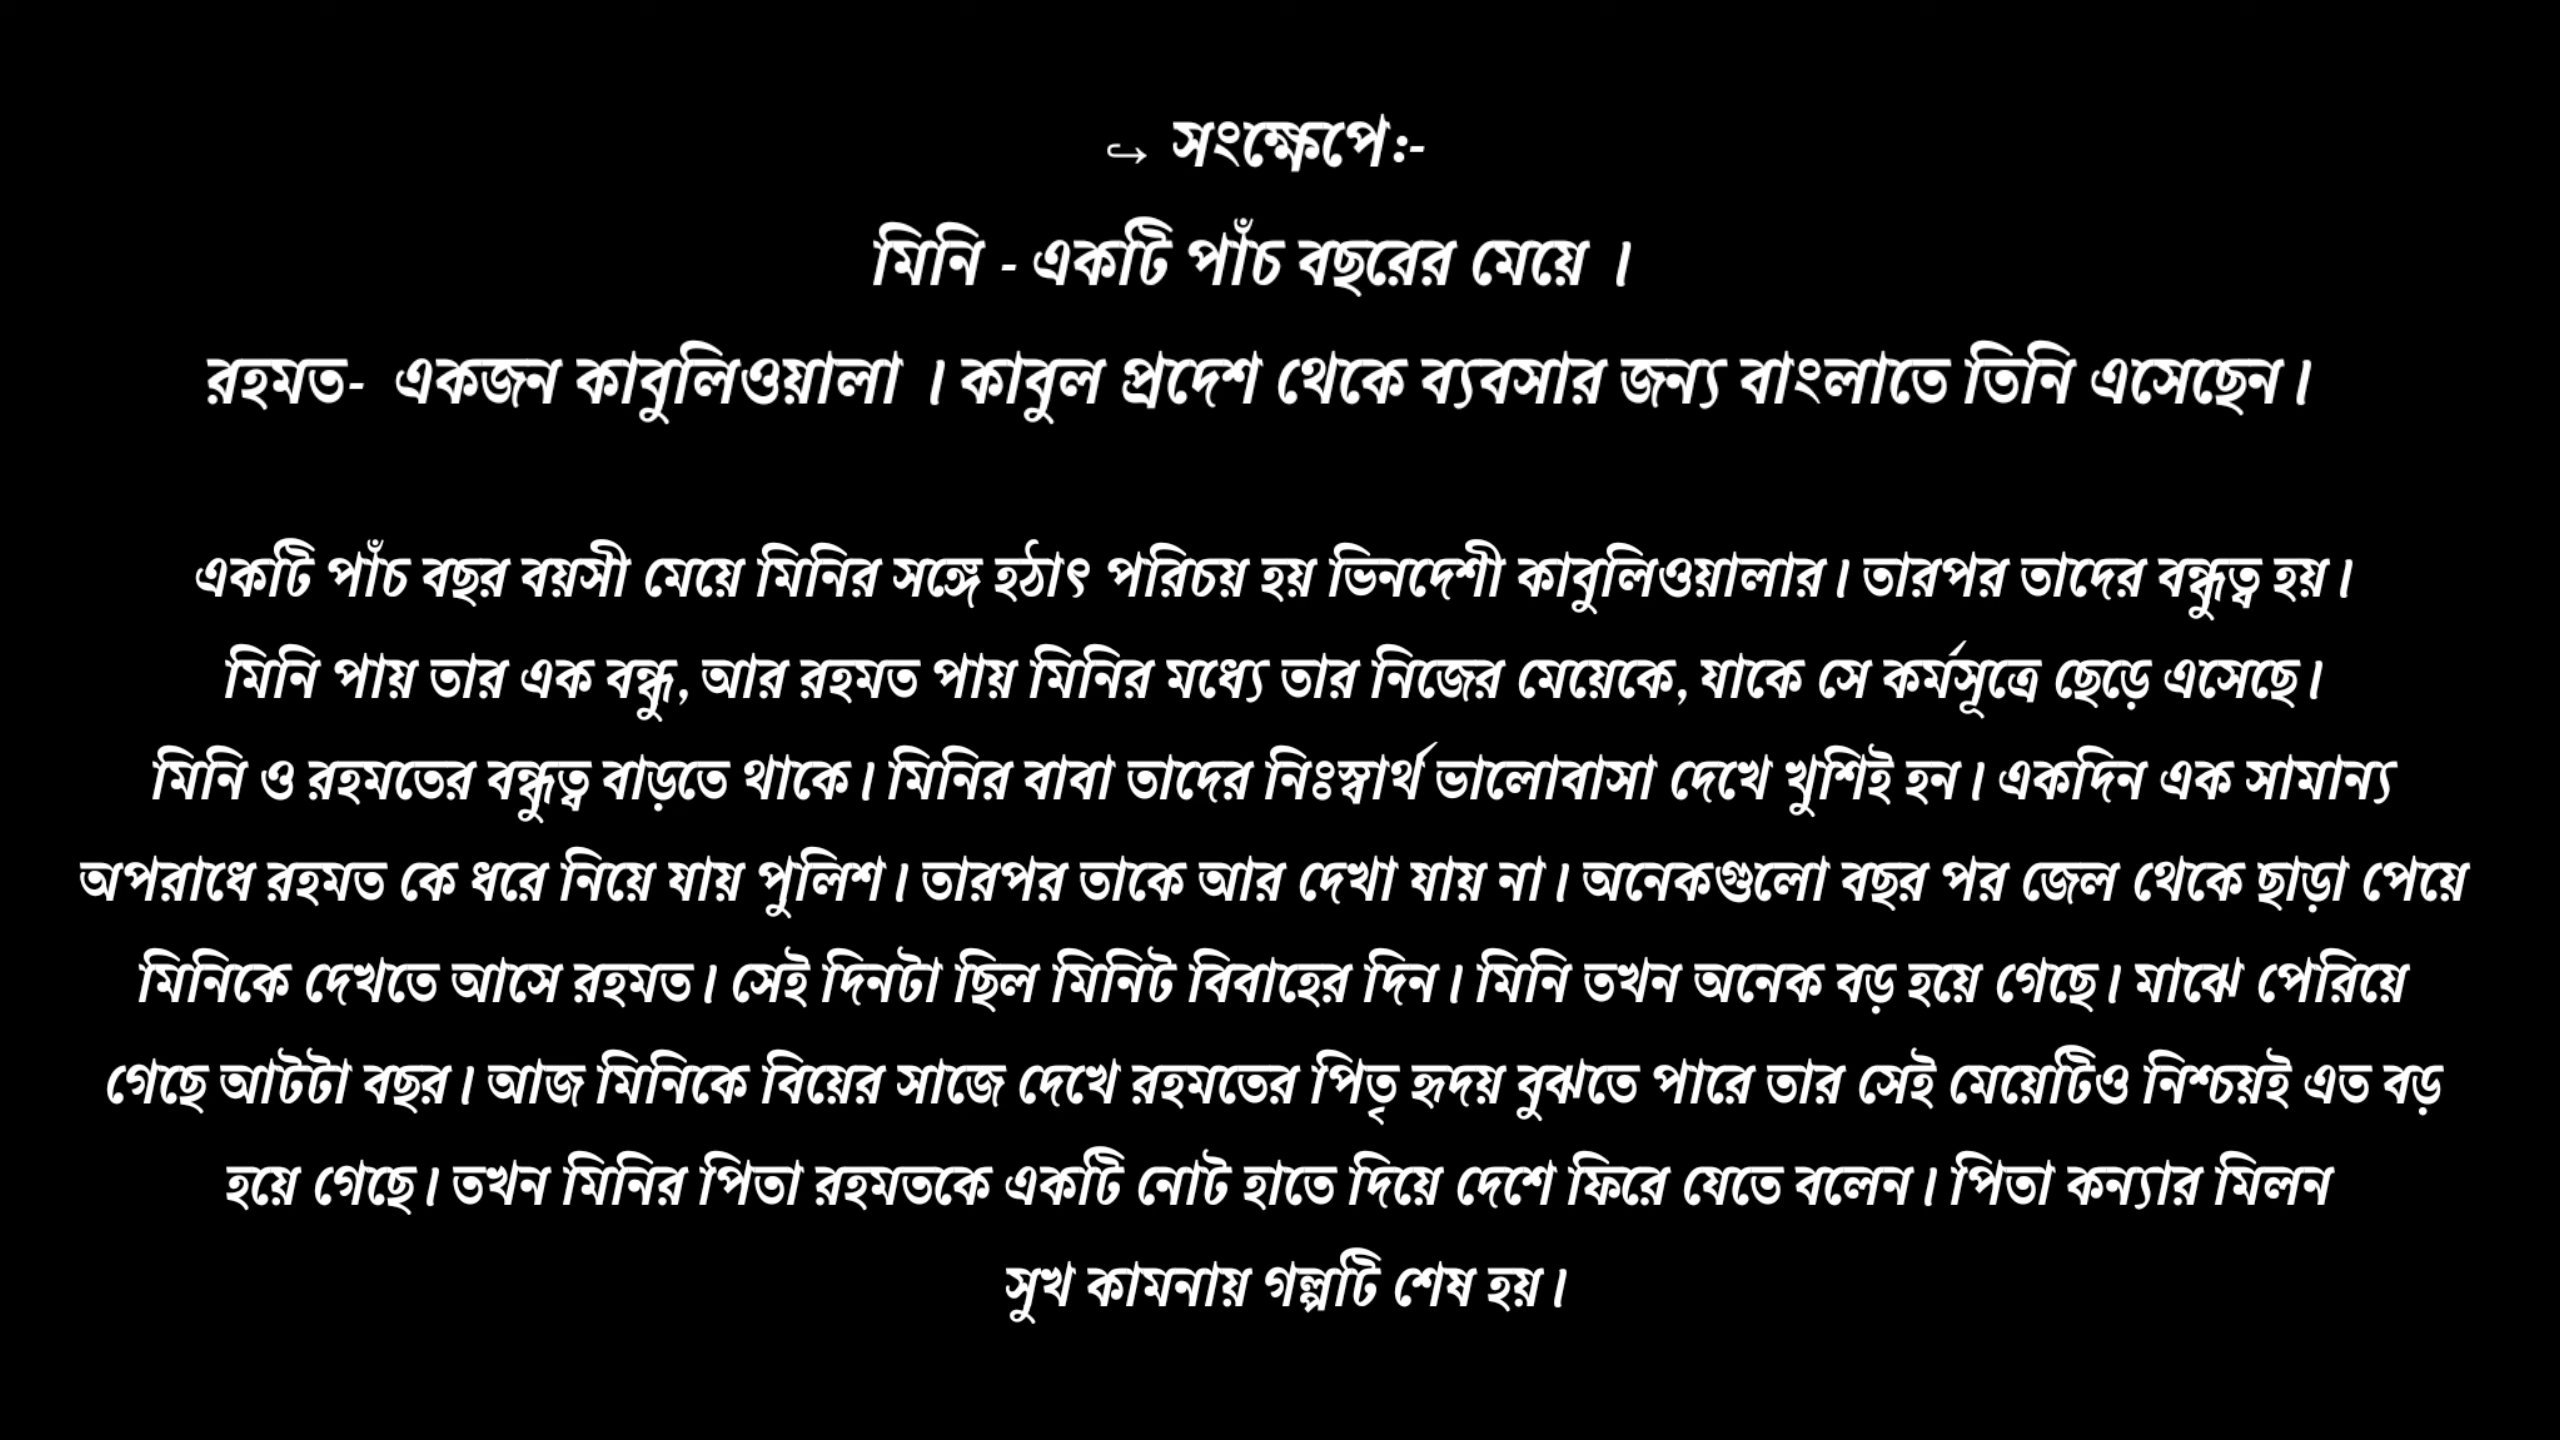 ↪ সংক্ষেপে:-
মিনি - একটি পাঁচ বছরের মেয়ে ।
রহমত- একজন কাবুলিওয়ালা । কাবুল প্রদেশ থেকে ব্যবসার জন্য বাংলাতে তিনি এসেছেন।
একটি পাঁচ বছর বয়সী মেয়ে মিনির সঙ্গে হঠাৎ পরিচয় হয় ভিনদেশী কাবুলিওয়ালার। তারপর তাদের বন্ধুত্ব হয়।
মিনি পায় তার এক বন্ধু, আর রহমত পায় মিনির মধ্যে তার নিজের মেয়েকে, যাকে সে কর্মসূত্রে ছেড়ে এসেছে।
মিনি ও রহমতের বন্ধুত্ব বাড়তে থাকে। মিনির বাবা তাদের নিঃস্বার্থ ভালোবাসা দেখে খুশিই হন। একদিন এক সামান্য
অপরাধে রহমত কে ধরে নিয়ে যায় পুলিশ। তারপর তাকে আর দেখা যায় না। অনেকগুলো বছর পর জেল থেকে ছাড়া পেয়ে
মিনিকে দেখতে আসে রহমত। সেই দিনটা ছিল মিনিট বিবাহের দিন। মিনি তখন অনেক বড় হয়ে গেছে। মাঝে পেরিয়ে
গেছে আটটা বছর। আজ মিনিকে বিয়ের সাজে দেখে রহমতের পিতৃ হৃদয় বুঝতে পারে তার সেই মেয়েটিও নিশ্চয়ই এত বড়
হয়ে গেছে। তখন মিনির পিতা রহমতকে একটি নোট হাতে দিয়ে দেশে ফিরে যেতে বলেন। পিতা কন্যার মিলন
সুখ কামনায় গল্পটি শেষ হয়।